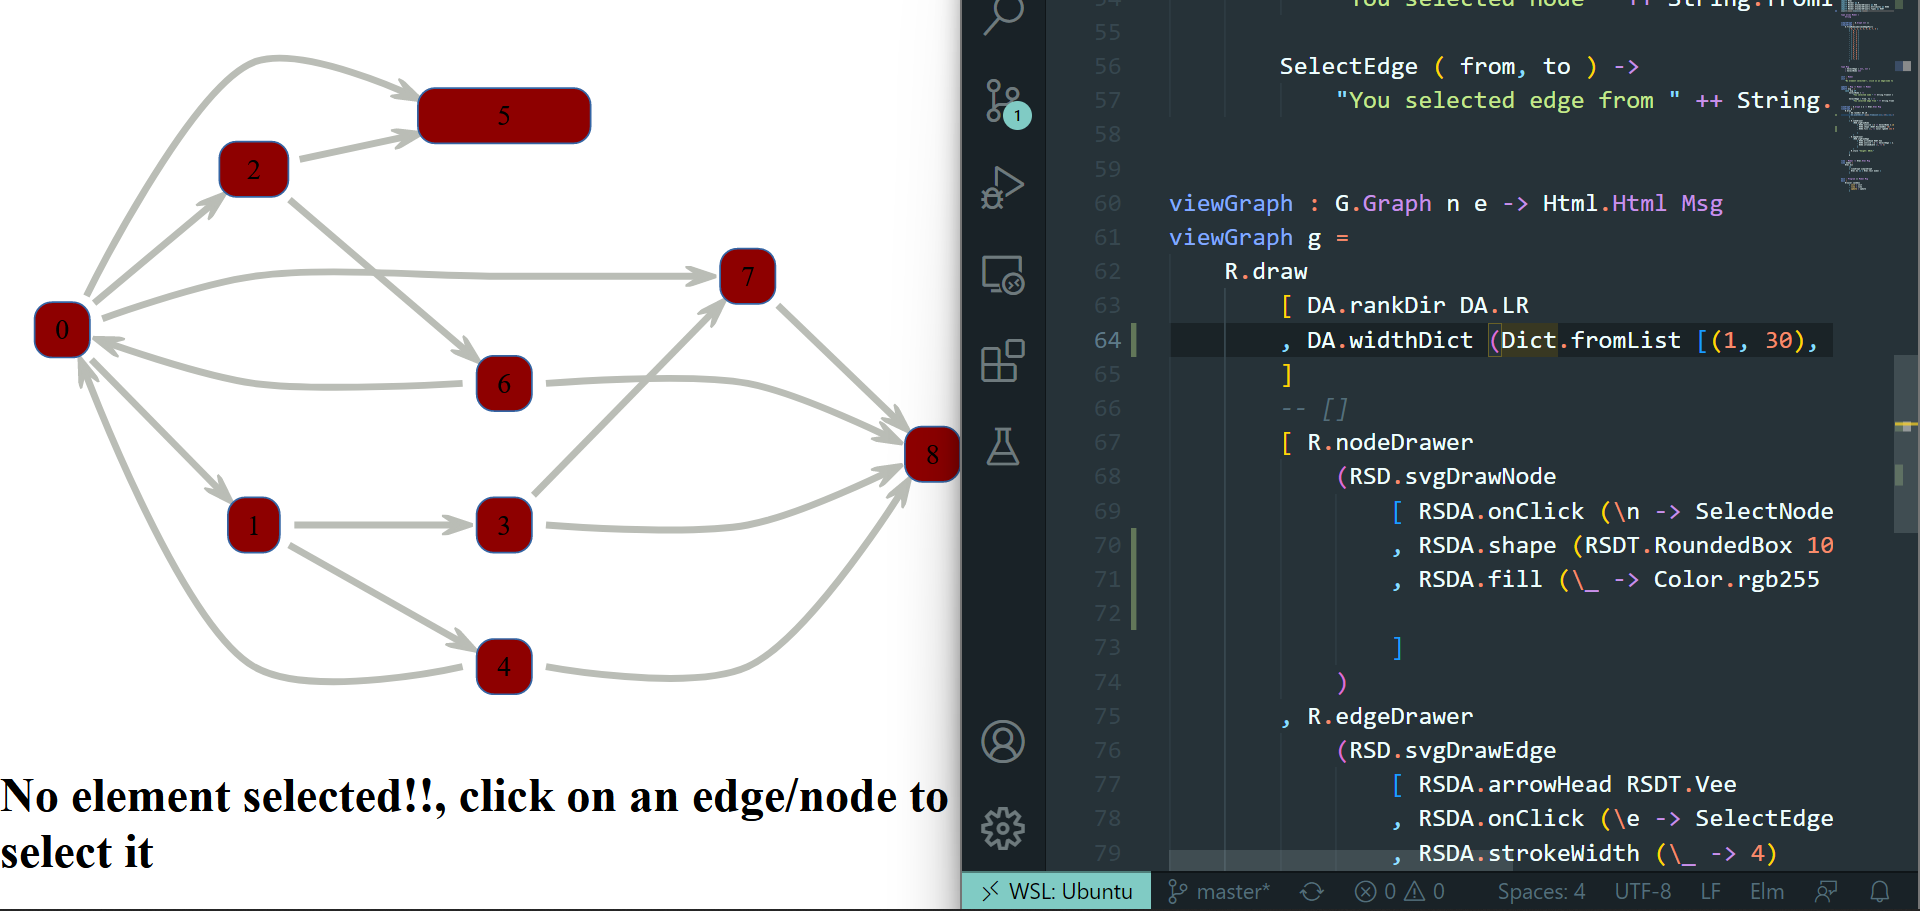 5
2
7
0
6
8
1
3
4
No element selected!!, click on an edge/node to
select it
1
"You selected node " ++ String.fromI
55
56 SelectEdge ( from, to ) ->
57 "You selected edge from " ++ String.
58
59
60 viewGraph : G.Graph n e -> Html.Html Msg
61 viewGraph g =
62 R.draw
63 [ DA.rankDir DA.LR
64 , DA.widthDict (Dict.fromList [(1, 30),
65 ]
66 -- []
67 [ R.nodeDrawer
68 (RSD.svgDrawNode
69 [ RSDA.onClick (\n -> SelectNode
70 , RSDA.shape (RSDT.RoundedBox 10
71 , RSDA.fill (\_ -> Color.rgb255
72
73 ]
74 )
75 , R.edgeDrawer
76 (RSD.svgDrawEdge
77 [ RSDA.arrowHead RSDT.Vee
78 , RSDA.onClick (\e -> SelectEdge
79 , RSDA.strokeWidth (\_ -> 4)
WSL: Ubuntu master* 0 0 Spaces: 4 UTF-8 LF Elm